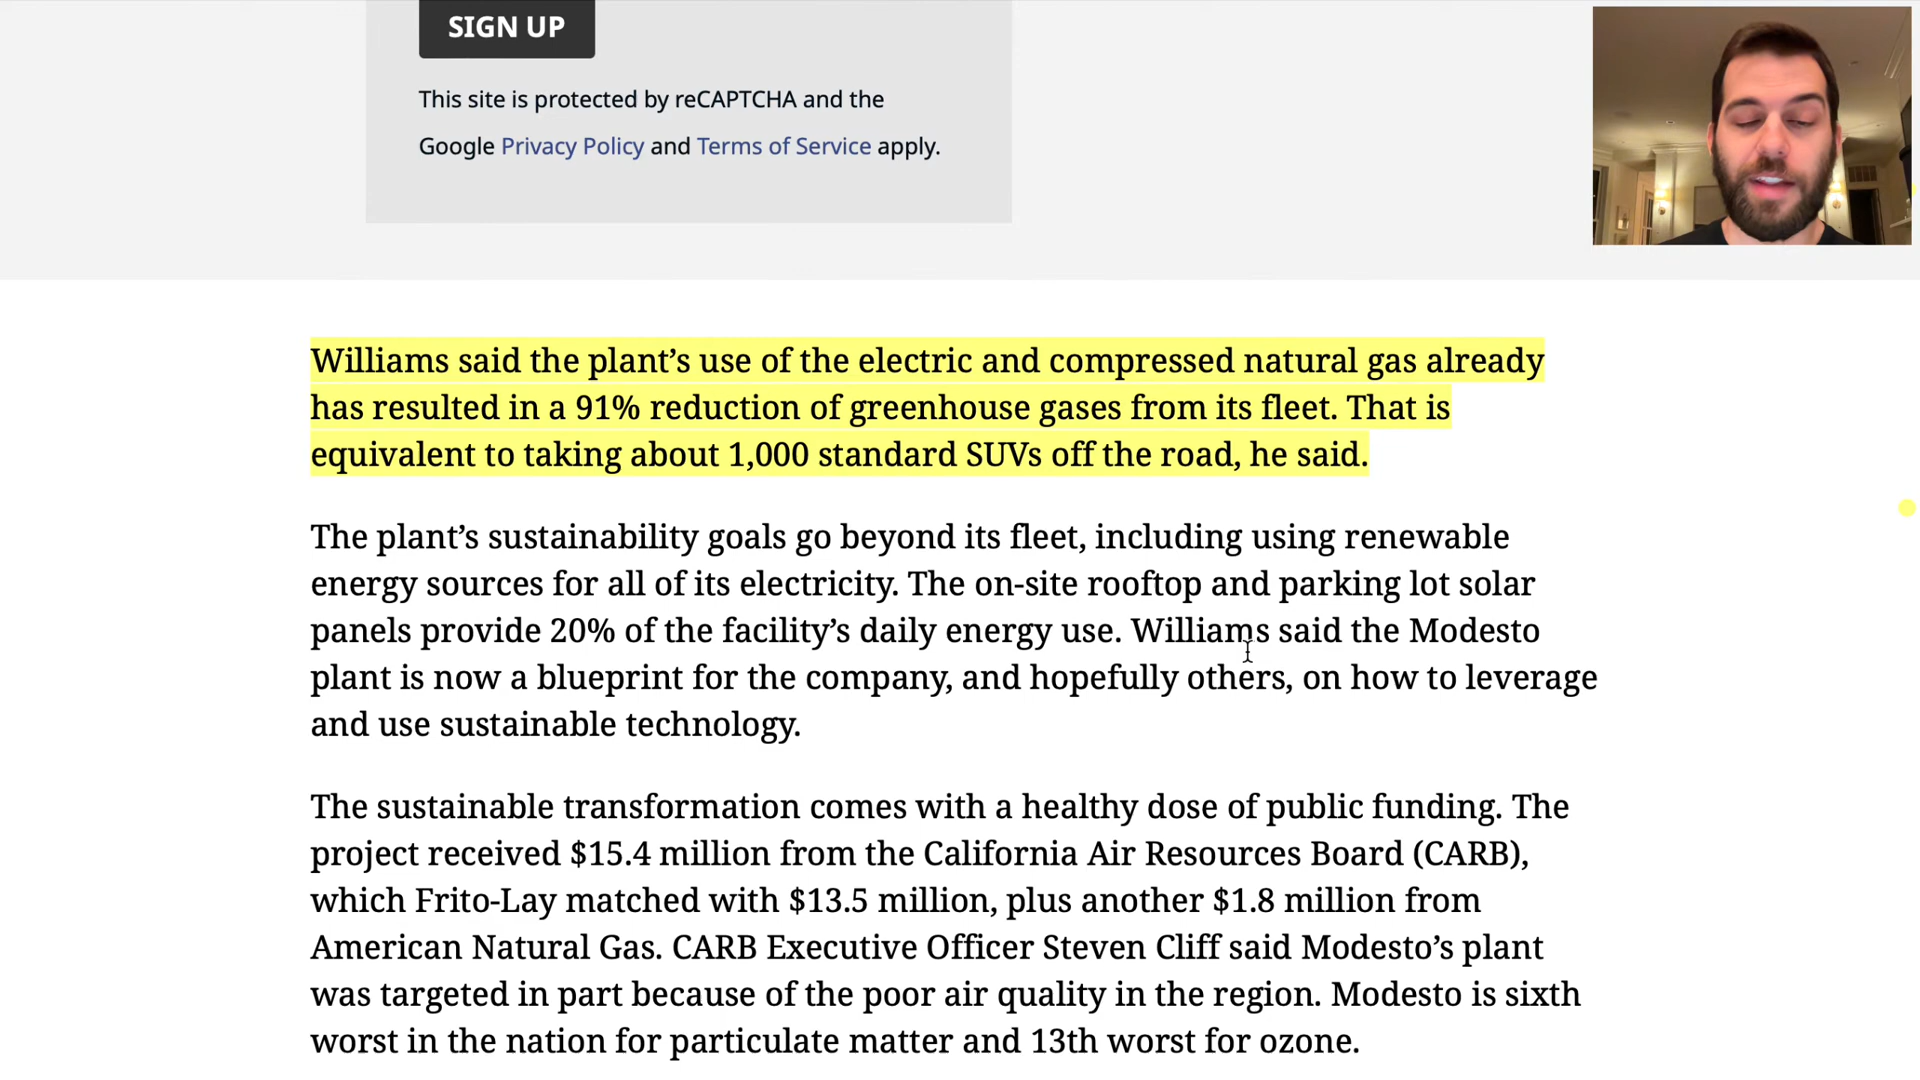 SIGN UP
This site is protected by reCAPTCHA and the
Google Privacy Policy and Terms of Service apply.
Williams said the plant’s use of the electric and compressed natural gas already
has resulted in a 91% reduction of greenhouse gases from its fleet. That is
equivalent to taking about 1,000 standard SUVs off the road, he said.
The plant’s sustainability goals go beyond its fleet, including using renewable
energy sources for all of its electricity. The on-site rooftop and parking lot solar
panels provide 20% of the facility’s daily energy use. Williams said the Modesto
plant is now a blueprint for the company, and hopefully others, on how to leverage
and use sustainable technology.
The sustainable transformation comes with a healthy dose of public funding. The
project received $15.4 million from the California Air Resources Board (CARB),
which Frito-Lay matched with $13.5 million, plus another $1.8 million from
American Natural Gas. CARB Executive Officer Steven Cliff said Modesto’s plant
was targeted in part because of the poor air quality in the region. Modesto is sixth
worst in the nation for particulate matter and 13th worst for ozone.